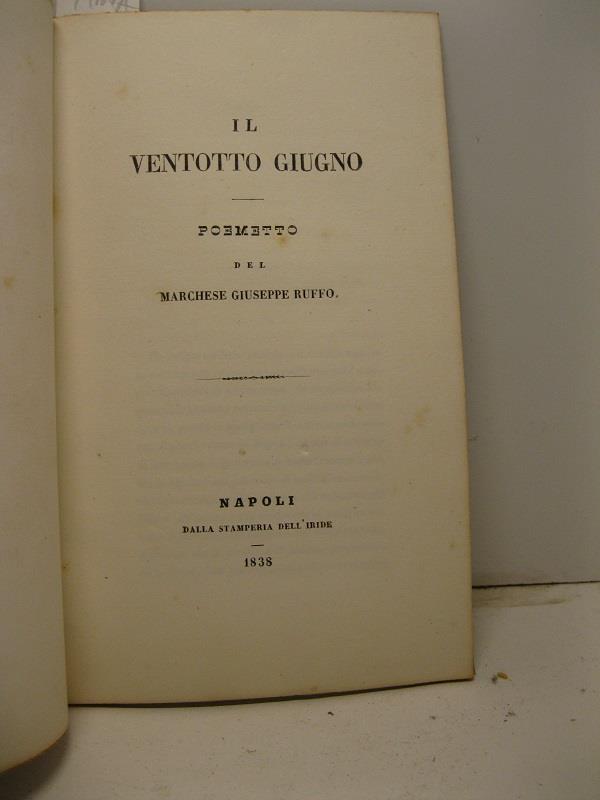 IL
VENTOTTO GIUGNO
POEMETTO
DEL
MARCHESE GIUSEPPE RUFFO.
NAPOLI
DALLA STAMPERIA DELL'IRIDE
1838